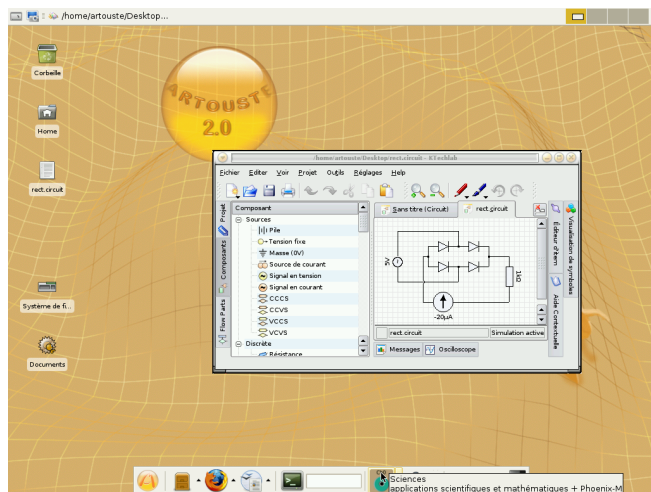 /home/artouste/Desktop...
Corbeille
ARTOUSTE
2.0
Home
rect.circuit
Système de fi...
Documents
/home/artouste/Desktop/rect.circuit - KTechlab
Fichier Editer Voir Projet Outils Réglages Help
Projet
Composants
Flow Parts
Composant
Sources
Pile
Tension fixe
Masse (0V)
Source de courant
Signal en tension
Signal en courant
CCCS
CCVS
VCCS
VCVS
Discrète
Résistance
Sans titre (Circuit)
rect.circuit
5V
1kΩ
-20µA
rect.circuit
Simulation active
Messages
Oscilloscope
Éditeur d'item
Aide Contextuelle
Visualisation de symboles
Sciences
applications scientifiques et mathématiques + Phoenix-M